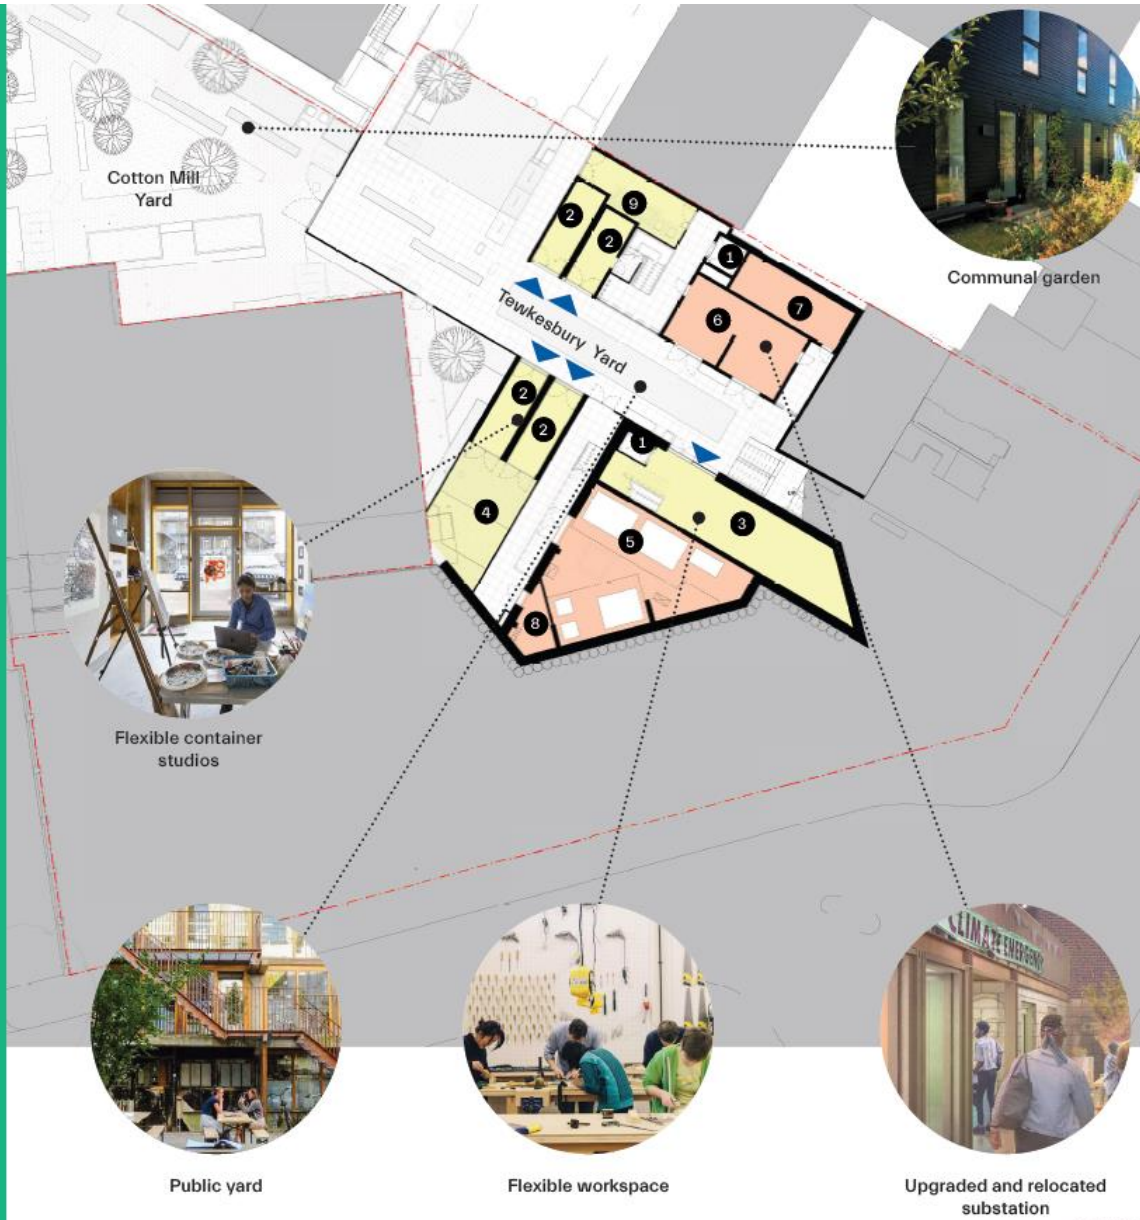 Cotton Mill
Yard
2
9
2
1
7
6
Tewkesbury Yard
2
2
1
4
3
5
8
Communal garden
Flexible container
studios
CLIMATE EMERGENCY
Public yard
Flexible workspace
Upgraded and relocated
substation